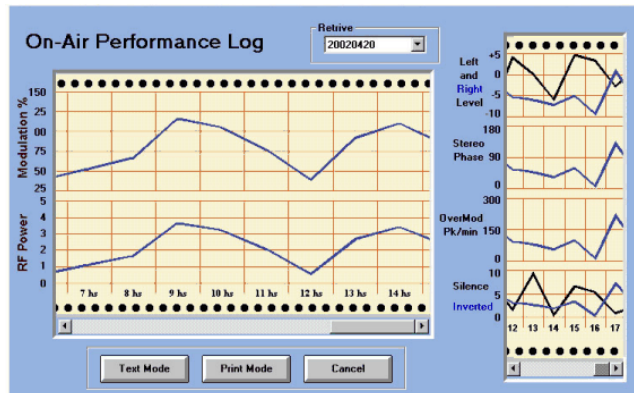 On-Air Performance Log
Retrive
20020420
Modulation %
150
25
00
75
50
25
RF Power
5
4
3
2
1
0
7 hs 8 hs 9 hs 10 hs 11 hs 12 hs 13 hs 14 hs
Text Mode Print Mode Cancel
Left
and
Right
Level
+5
0
-5
-10
Stereo
Phase
180
90
0
OverMod
Pk/min
300
150
0
Silence
Inverted
10
5
0
12 13 14 15 16 17